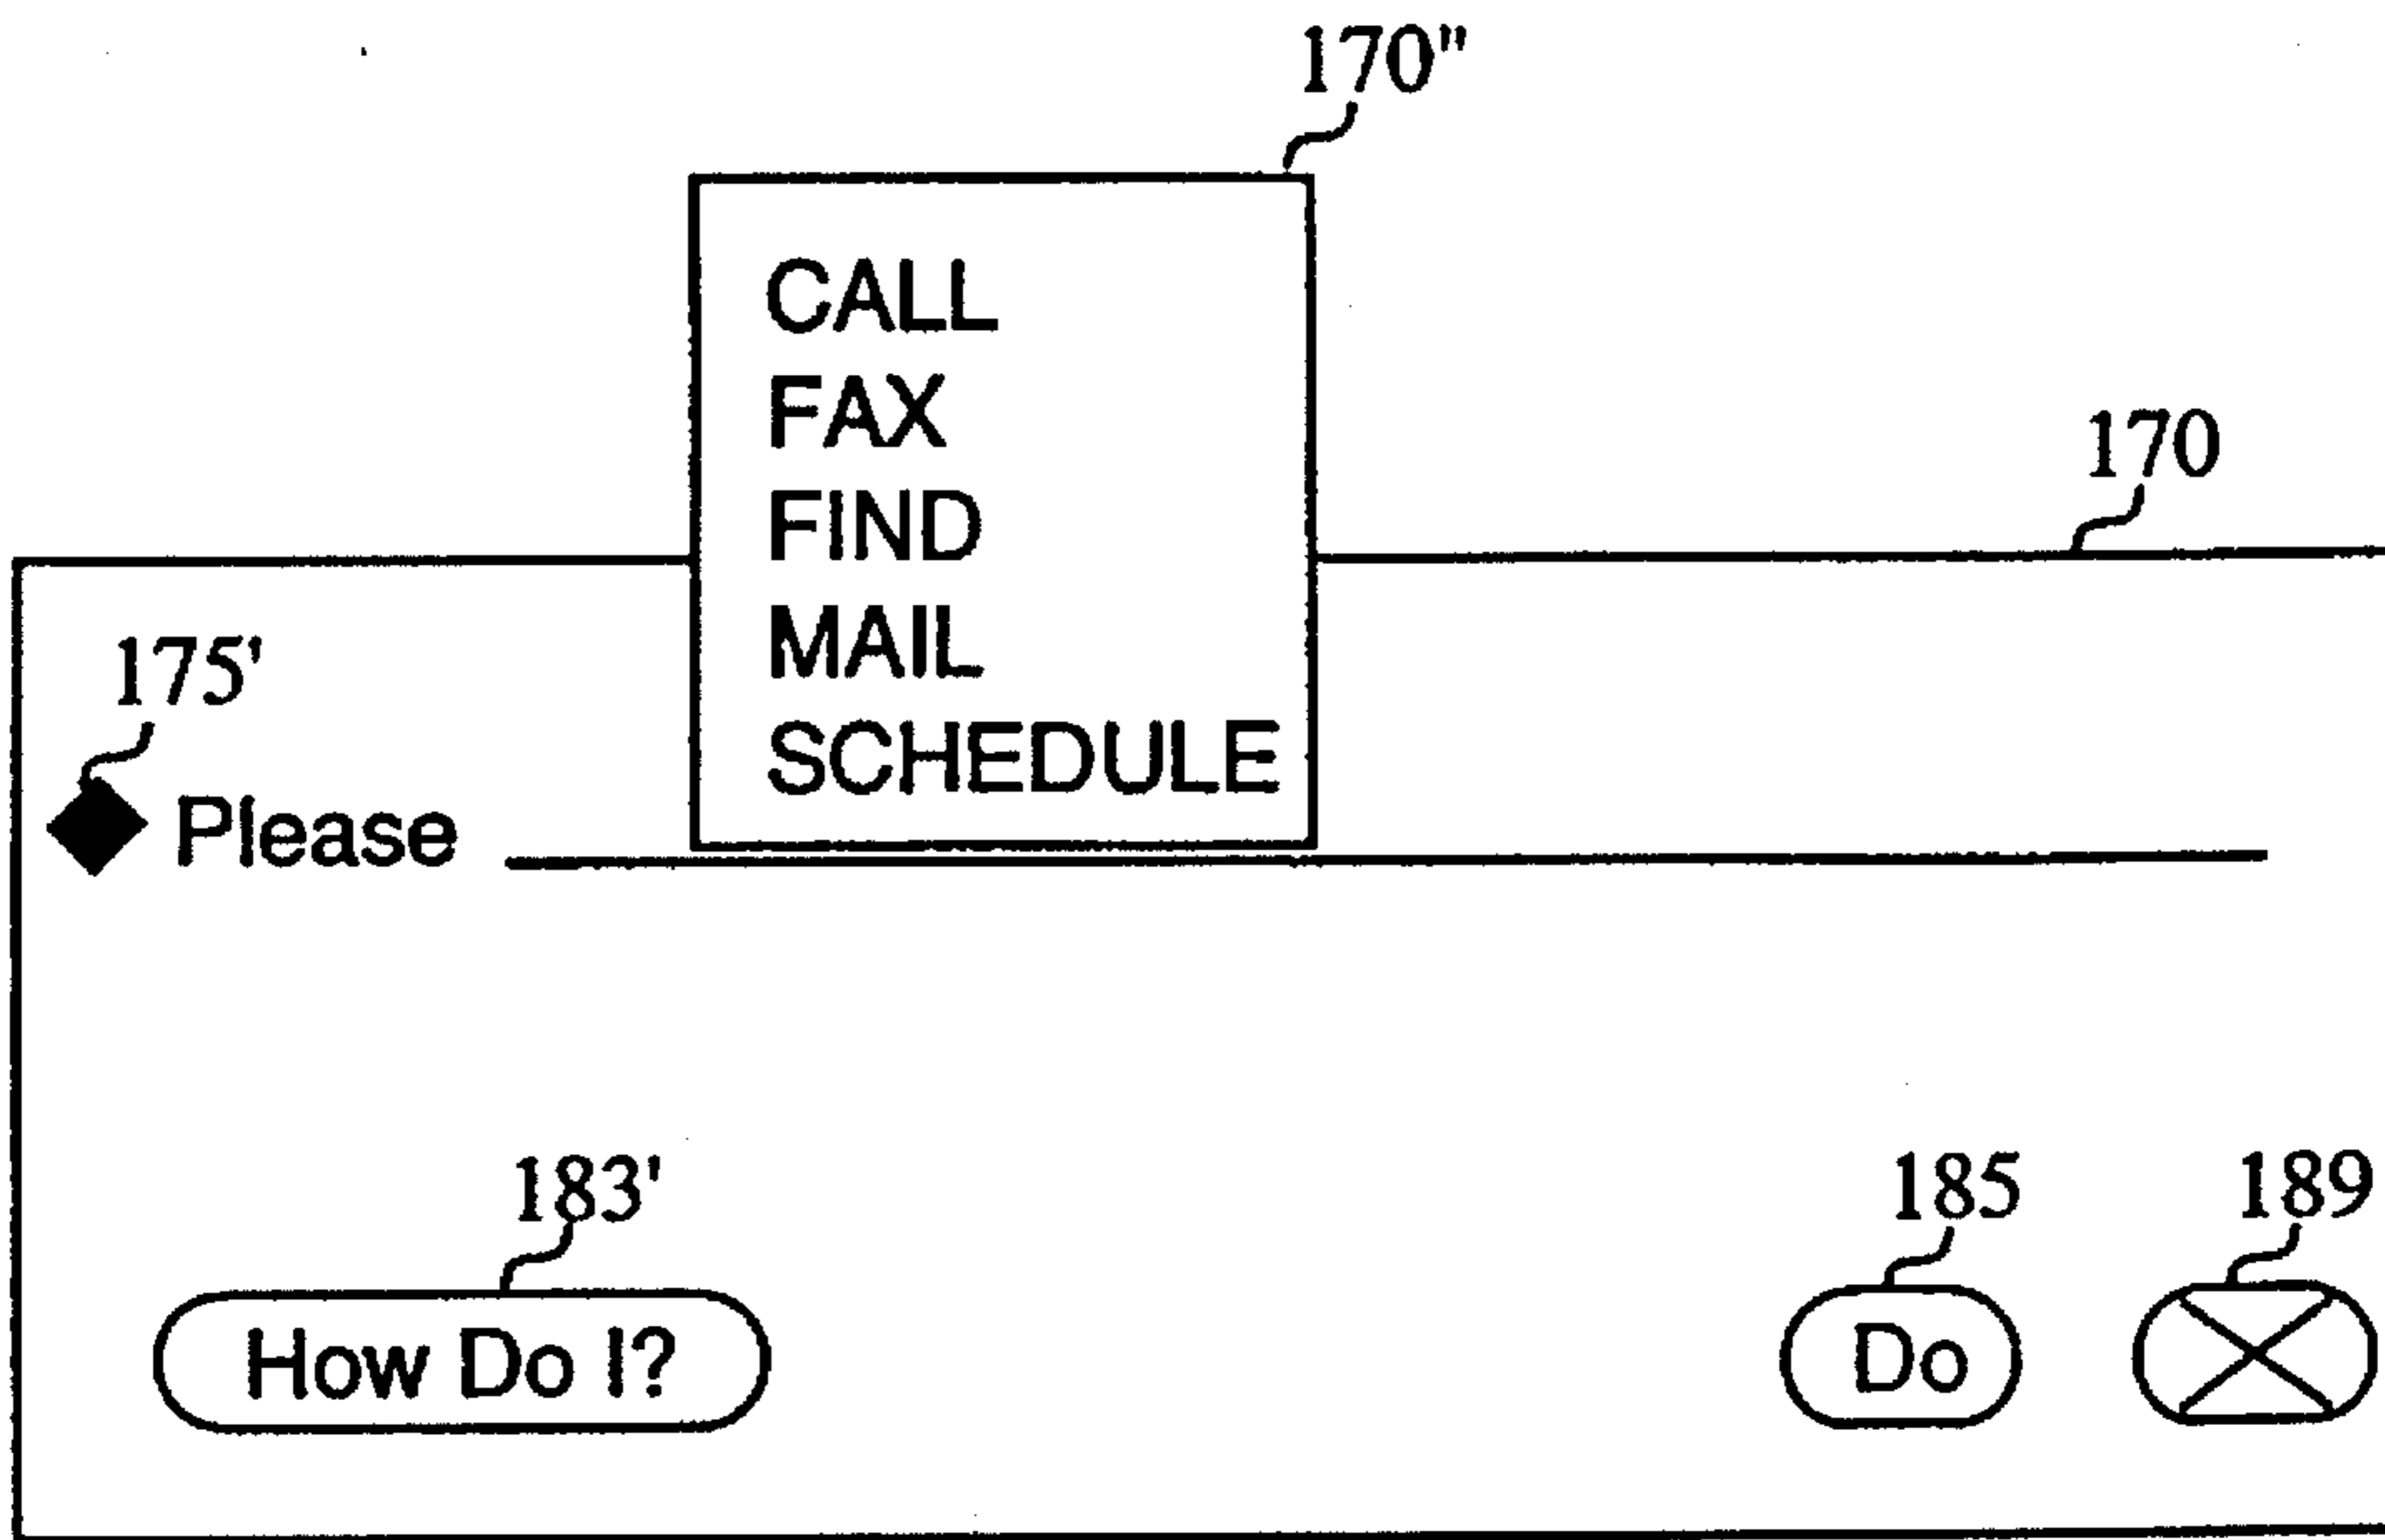 170"
CALL
FAX
FIND
MAIL
SCHEDULE
170
175'
Please
183'
185
189
How Do I?
Do